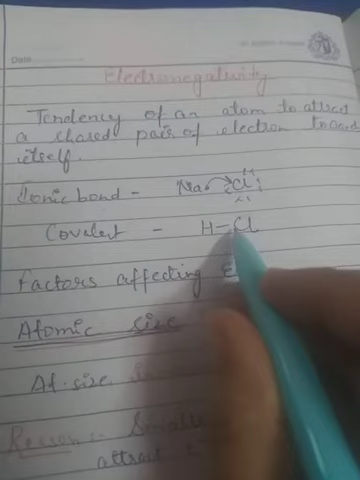 Date
Electronegativity
Tendency of an atom to attract
a shared pair of electron toward
itself.
Ionic bond - Na Cl
Covalent - H-Cl
Factors affecting E
Atomic size
At. size
Reason - Smaller
attract